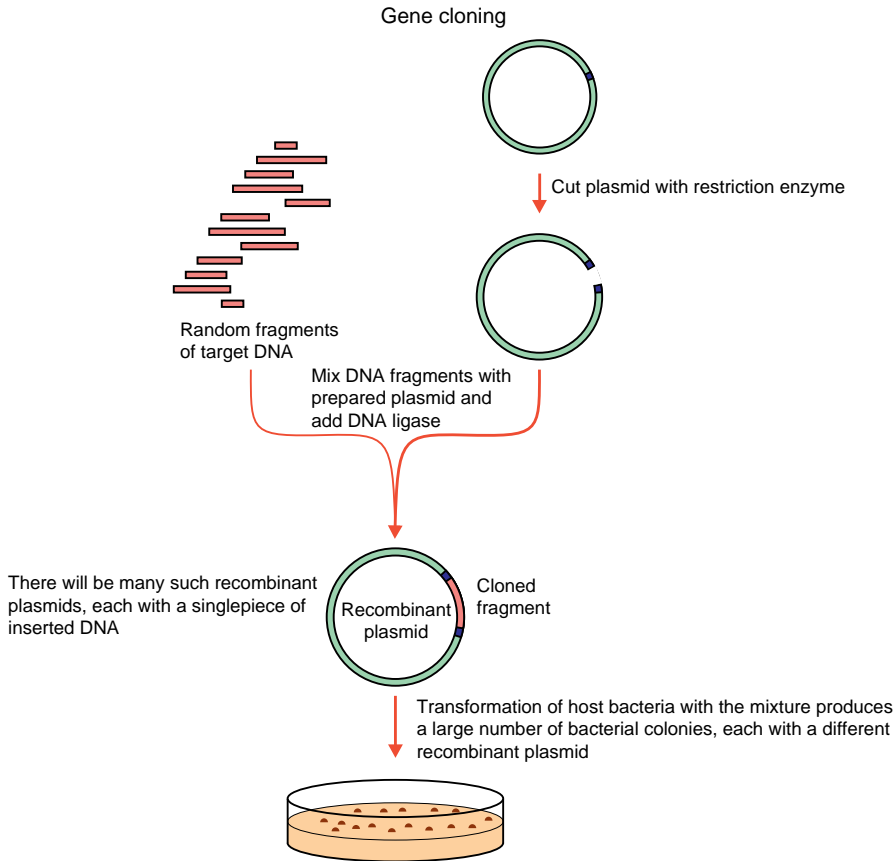 Gene cloning
Cut plasmid with restriction enzyme
Random fragments
of target DNA
Mix DNA fragments with
prepared plasmid and
add DNA ligase
There will be many such recombinant
plasmids, each with a singlepiece of
inserted DNA
Recombinant
plasmid
Cloned
fragment
Transformation of host bacteria with the mixture produces
a large number of bacterial colonies, each with a different
recombinant plasmid